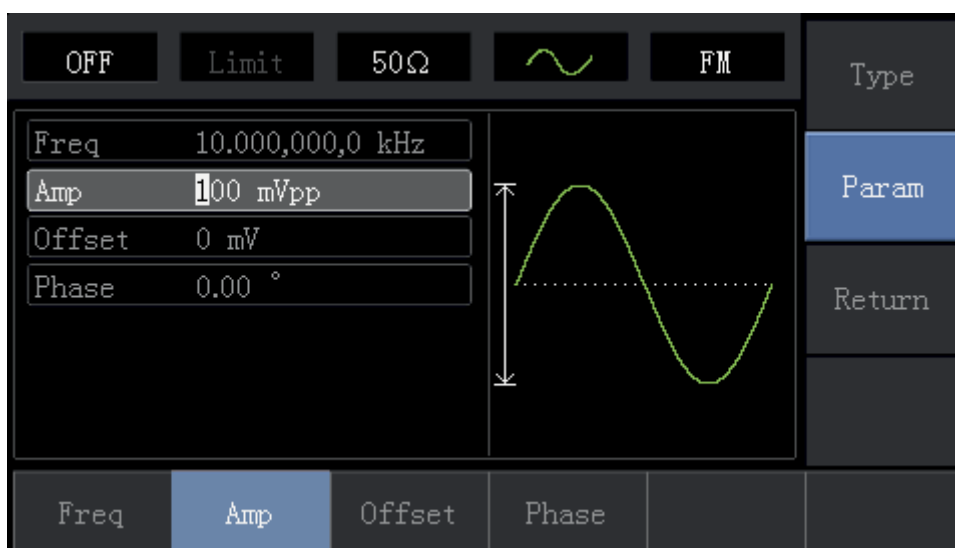 OFF Limit 50Ω FM
Type
Freq 10.000,000,0 kHz
Amp 100 mVpp
Param
Offset 0 mV
Phase 0.00 °
Return
Freq Amp Offset Phase